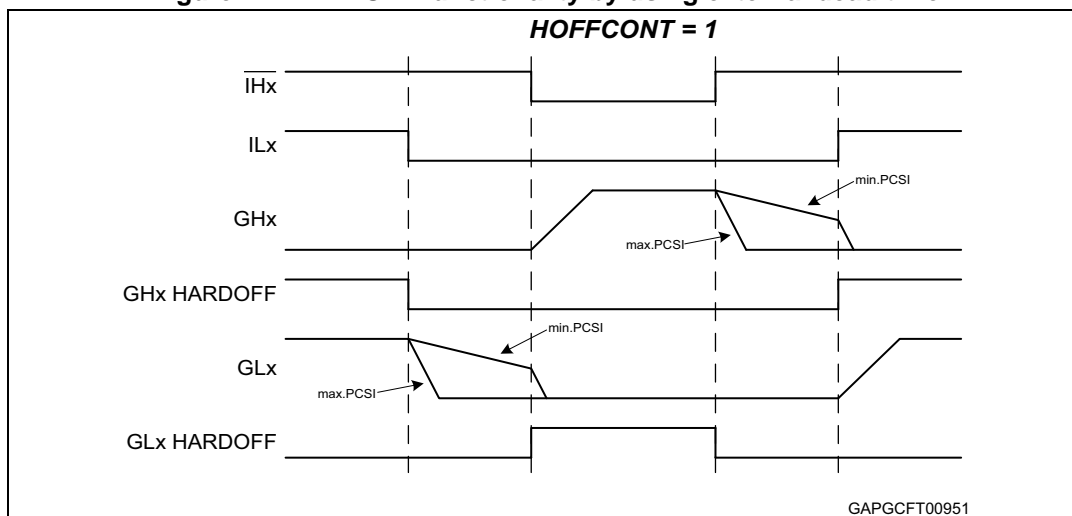 HOFFCONT = 1
IHx
ILx
GHx
min.PCSI
max.PCSI
GHx HARDOFF
min.PCSI
GLx
max.PCSI
GLx HARDOFF
GAPGCFT00951